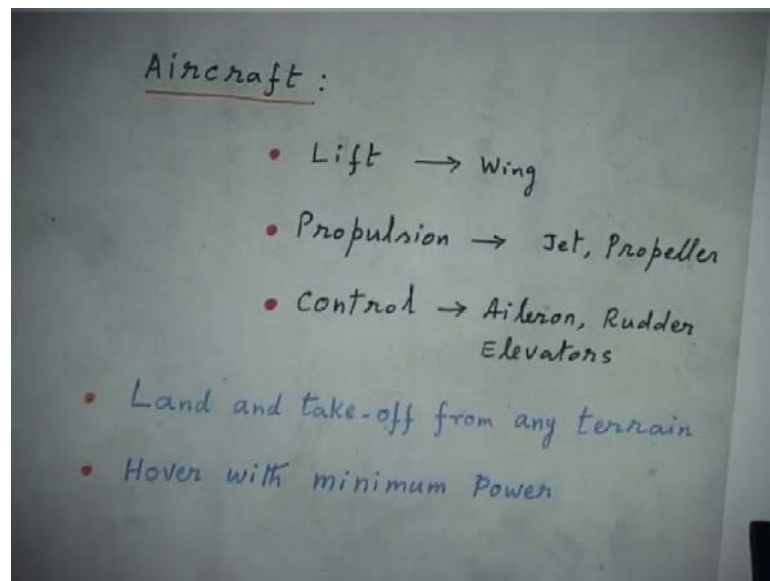 Aircraft :
• Lift → Wing
• Propulsion → Jet, Propeller
• Control → Aileron, Rudder
Elevators
• Land and take-off from any terrain
• Hover with minimum Power